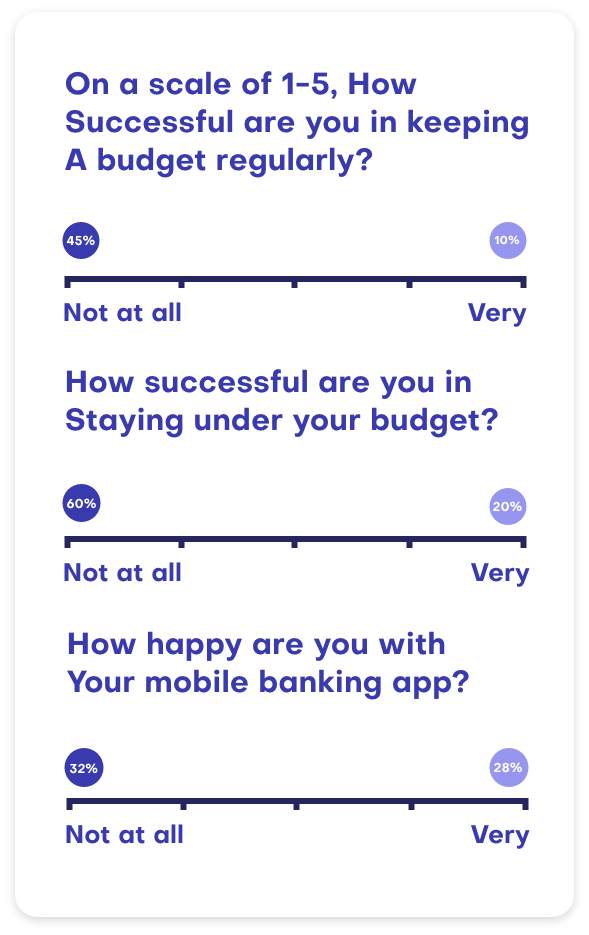 On a scale of 1-5, How
Successful are you in keeping
A budget regularly?
45% 10%
Not at all Very
How successful are you in
Staying under your budget?
60% 20%
Not at all Very
How happy are you with
Your mobile banking app?
32% 28%
Not at all Very